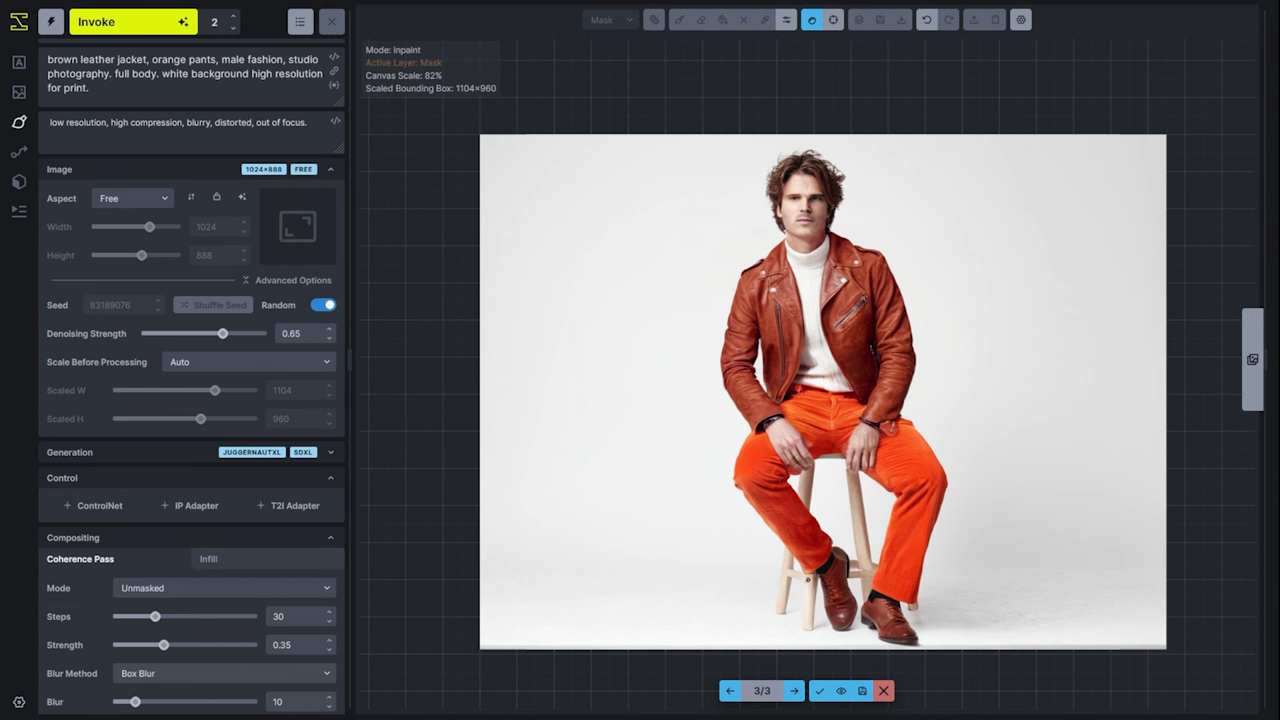 Invoke
2
Mask
brown leather jacket, orange pants, male fashion, studio
photography. full body. white background high resolution
for print.
low resolution, high compression, blurry, distorted, out of focus.
Mode: inpaint
Active Layer: Mask
Canvas Scale: 82%
Scaled Bounding Box: 1104×960
Image
1024×888
FREE
Aspect
Free
Width
1024
Height
888
Advanced Options
Seed
83189076
Shuffle Seed
Random
Denoising Strength
0.65
Scale Before Processing
Auto
Scaled W
1104
Scaled H
960
Generation
JUGGERNAUTXL
SDXL
Control
ControlNet
IP Adapter
T2I Adapter
Compositing
Coherence Pass
Infill
Mode
Unmasked
Steps
30
Strength
0.35
Blur Method
Box Blur
Blur
10
3/3